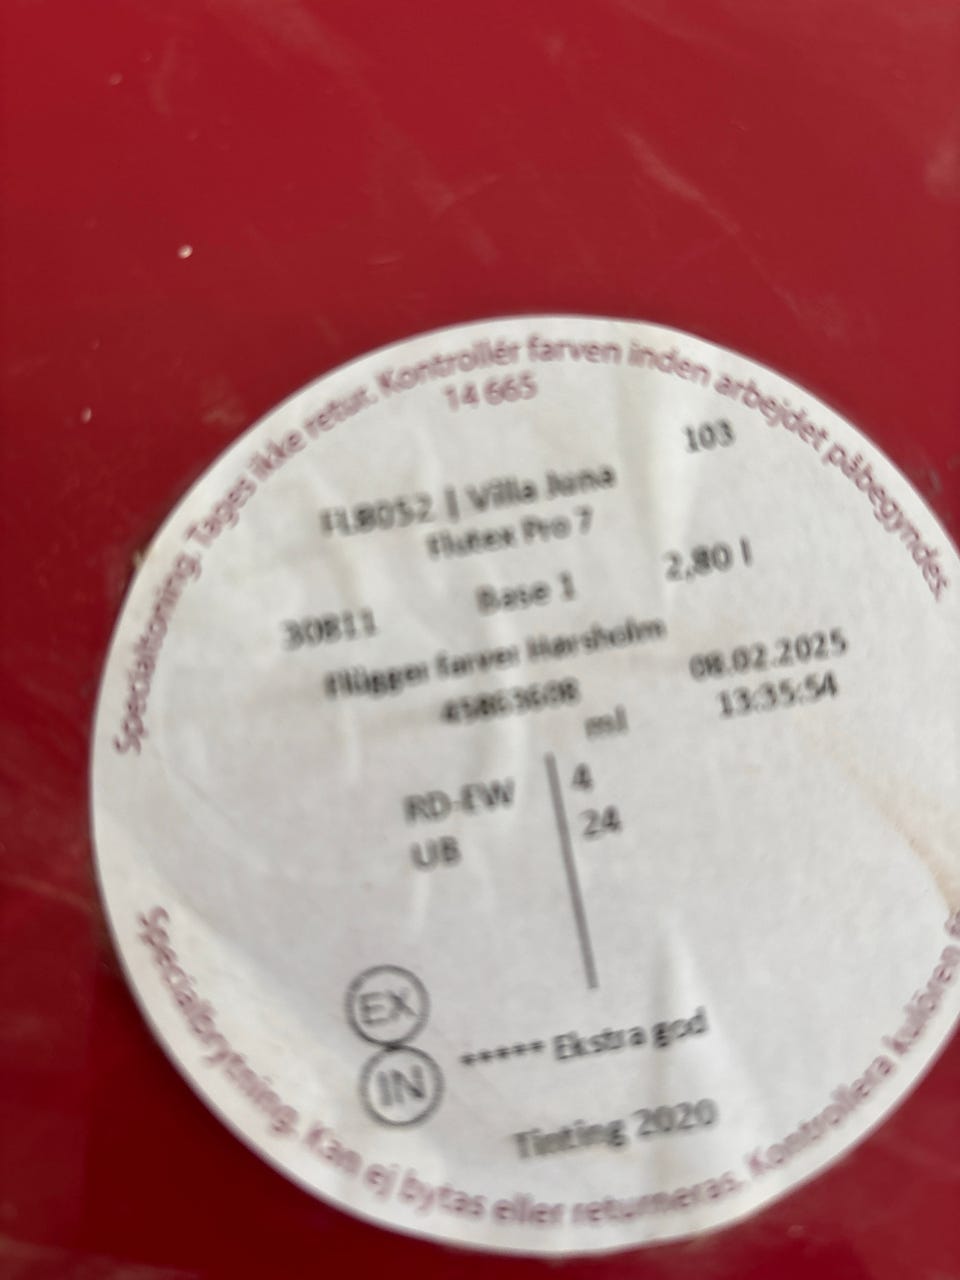 Specialtoning. Tages ikke retur. Kontrollér farven inden arbejdet påbegyndes.
14 665
103
FLB052 | Villa Juna
Flutex Pro 7
Base 1 2,80 l
30811
Flügger farver Hørsholm 08.02.2025
45863608 13:35:54
ml
RD-EW 4
UB 24
EX
IN
***** Ekstra god
Tinting 2020
Specialbrytning. Kan ej bytas eller returneras. Kontrollera kulören